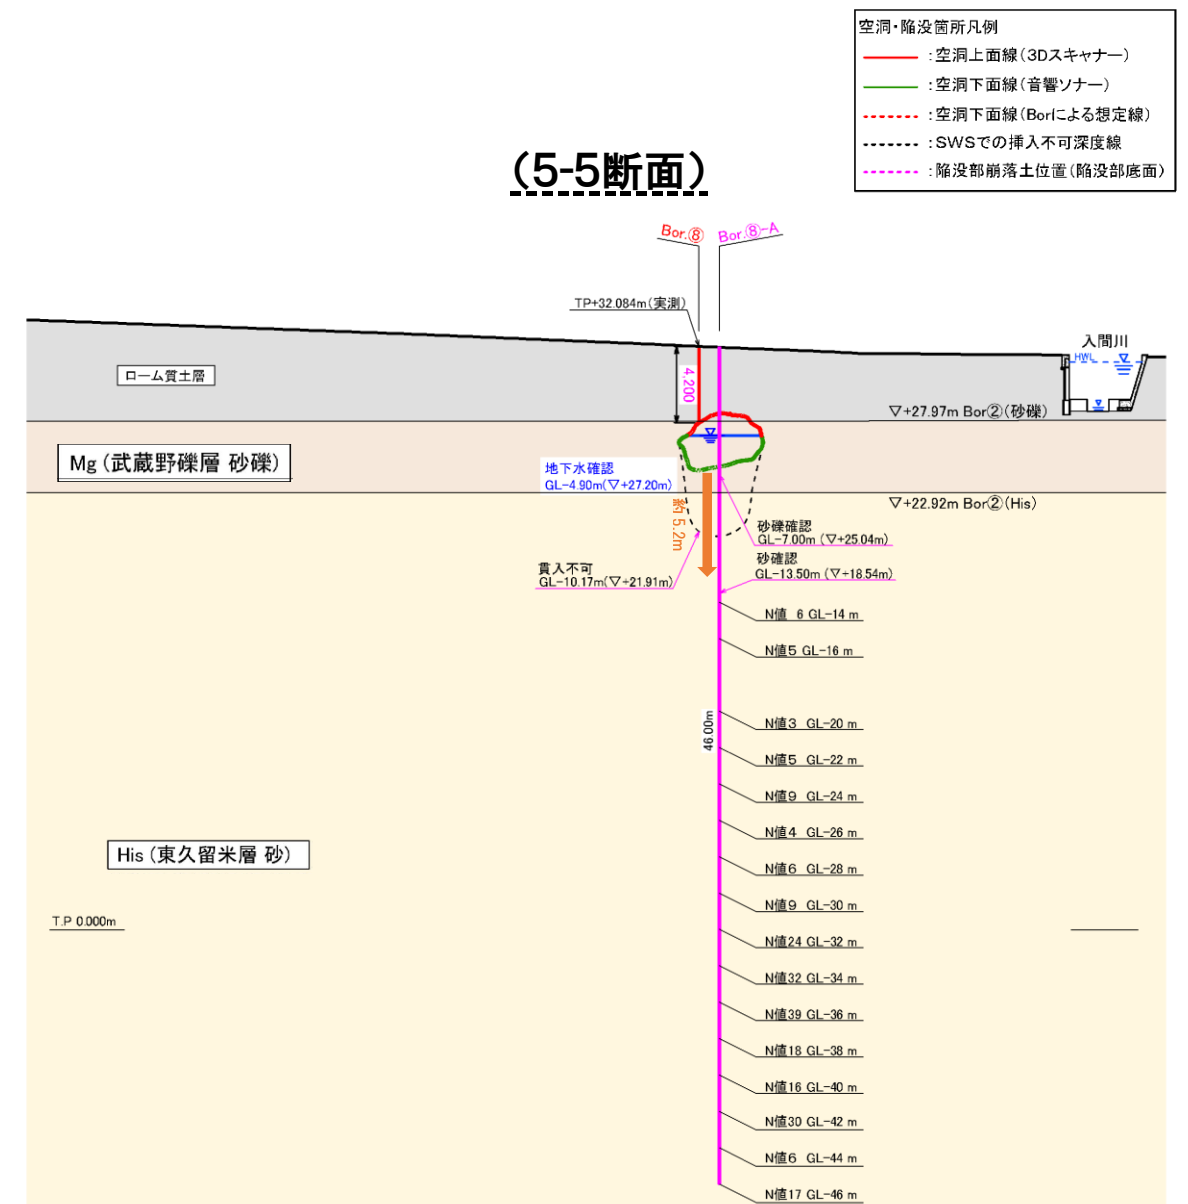 空洞・陥没箇所凡例
:空洞上面線(3Dスキャナー)
:空洞下面線(音響ソナー)
:空洞下面線(Borによる想定線)
:SWSでの挿入不可深度線
:陥没部崩落土位置(陥没部底面)
(5-5断面)
Bor.⑧
Bor.⑧-A
TP+32.084m(実測)
入間川
HWL
ローム質土層
4,200
▽+27.97m Bor②(砂礫)
Mg (武蔵野礫層 砂礫)
地下水確認
GL-4.90m(▽+27.20m)
▽+22.92m Bor②(His)
約 5.2m
砂礫確認
GL-7.00m (▽+25.04m)
貫入不可
GL-10.17m(▽+21.91m)
砂確認
GL-13.50m (▽+18.54m)
N値 6 GL-14 m
N値5 GL-16 m
46.00m
N値3 GL-20 m
N値5 GL-22 m
N値9 GL-24 m
N値4 GL-26 m
His (東久留米層 砂)
N値6 GL-28 m
N値9 GL-30 m
T.P 0.000m
N値24 GL-32 m
N値32 GL-34 m
N値39 GL-36 m
N値18 GL-38 m
N値16 GL-40 m
N値30 GL-42 m
N値6 GL-44 m
N値17 GL-46 m